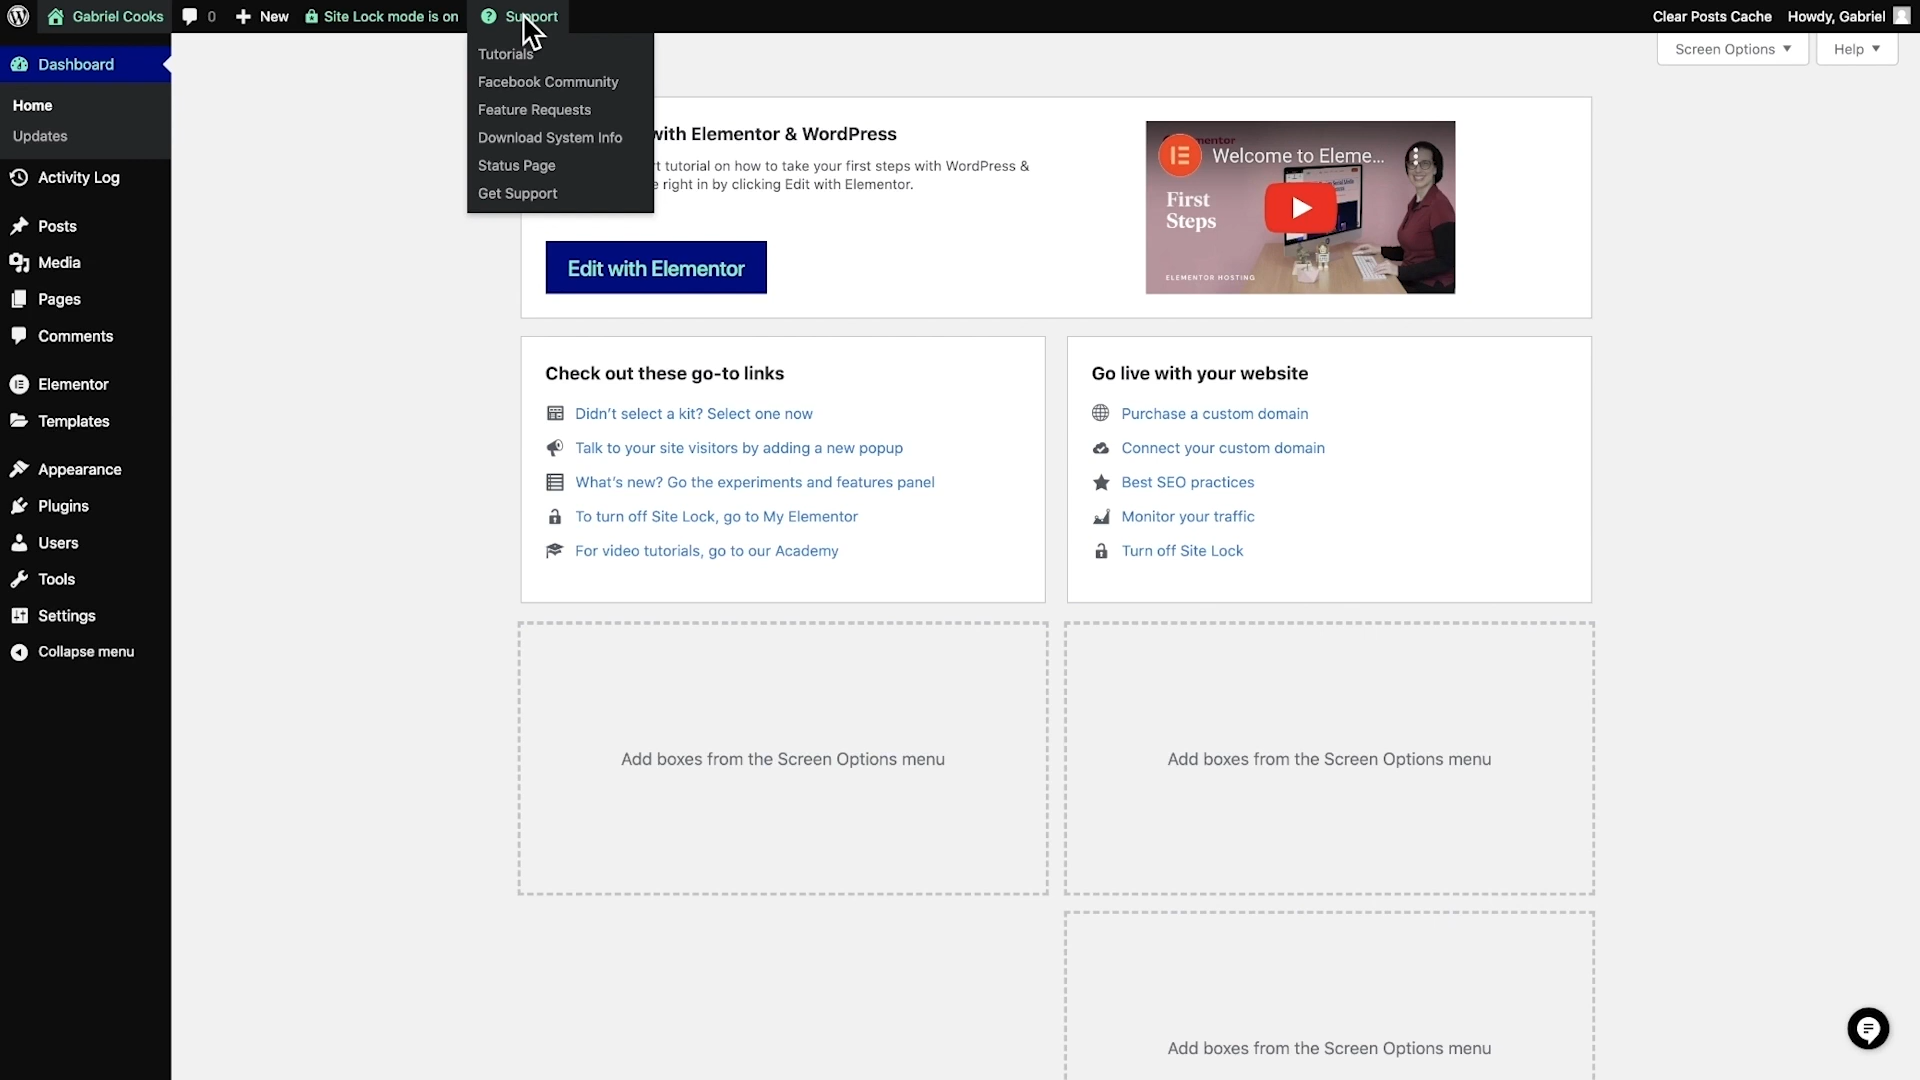 Gabriel Cooks
0
New
Site Lock mode is on
Support
Clear Posts Cache
Howdy, Gabriel
Tutorials
Facebook Community
Feature Requests
Download System Info
Status Page
Get Support
Screen Options
Help
Dashboard
Home
Updates
Activity Log
Posts
Media
Pages
Comments
Elementor
Templates
Appearance
Plugins
Users
Tools
Settings
Collapse menu
with Elementor & WordPress
t tutorial on how to take your first steps with WordPress &
e right in by clicking Edit with Elementor.
Edit with Elementor
Welcome to Eleme...
First
Steps
ELEMENTOR HOSTING
Check out these go-to links
Didn't select a kit? Select one now
Talk to your site visitors by adding a new popup
What's new? Go the experiments and features panel
To turn off Site Lock, go to My Elementor
For video tutorials, go to our Academy
Go live with your website
Purchase a custom domain
Connect your custom domain
Best SEO practices
Monitor your traffic
Turn off Site Lock
Add boxes from the Screen Options menu
Add boxes from the Screen Options menu
Add boxes from the Screen Options menu